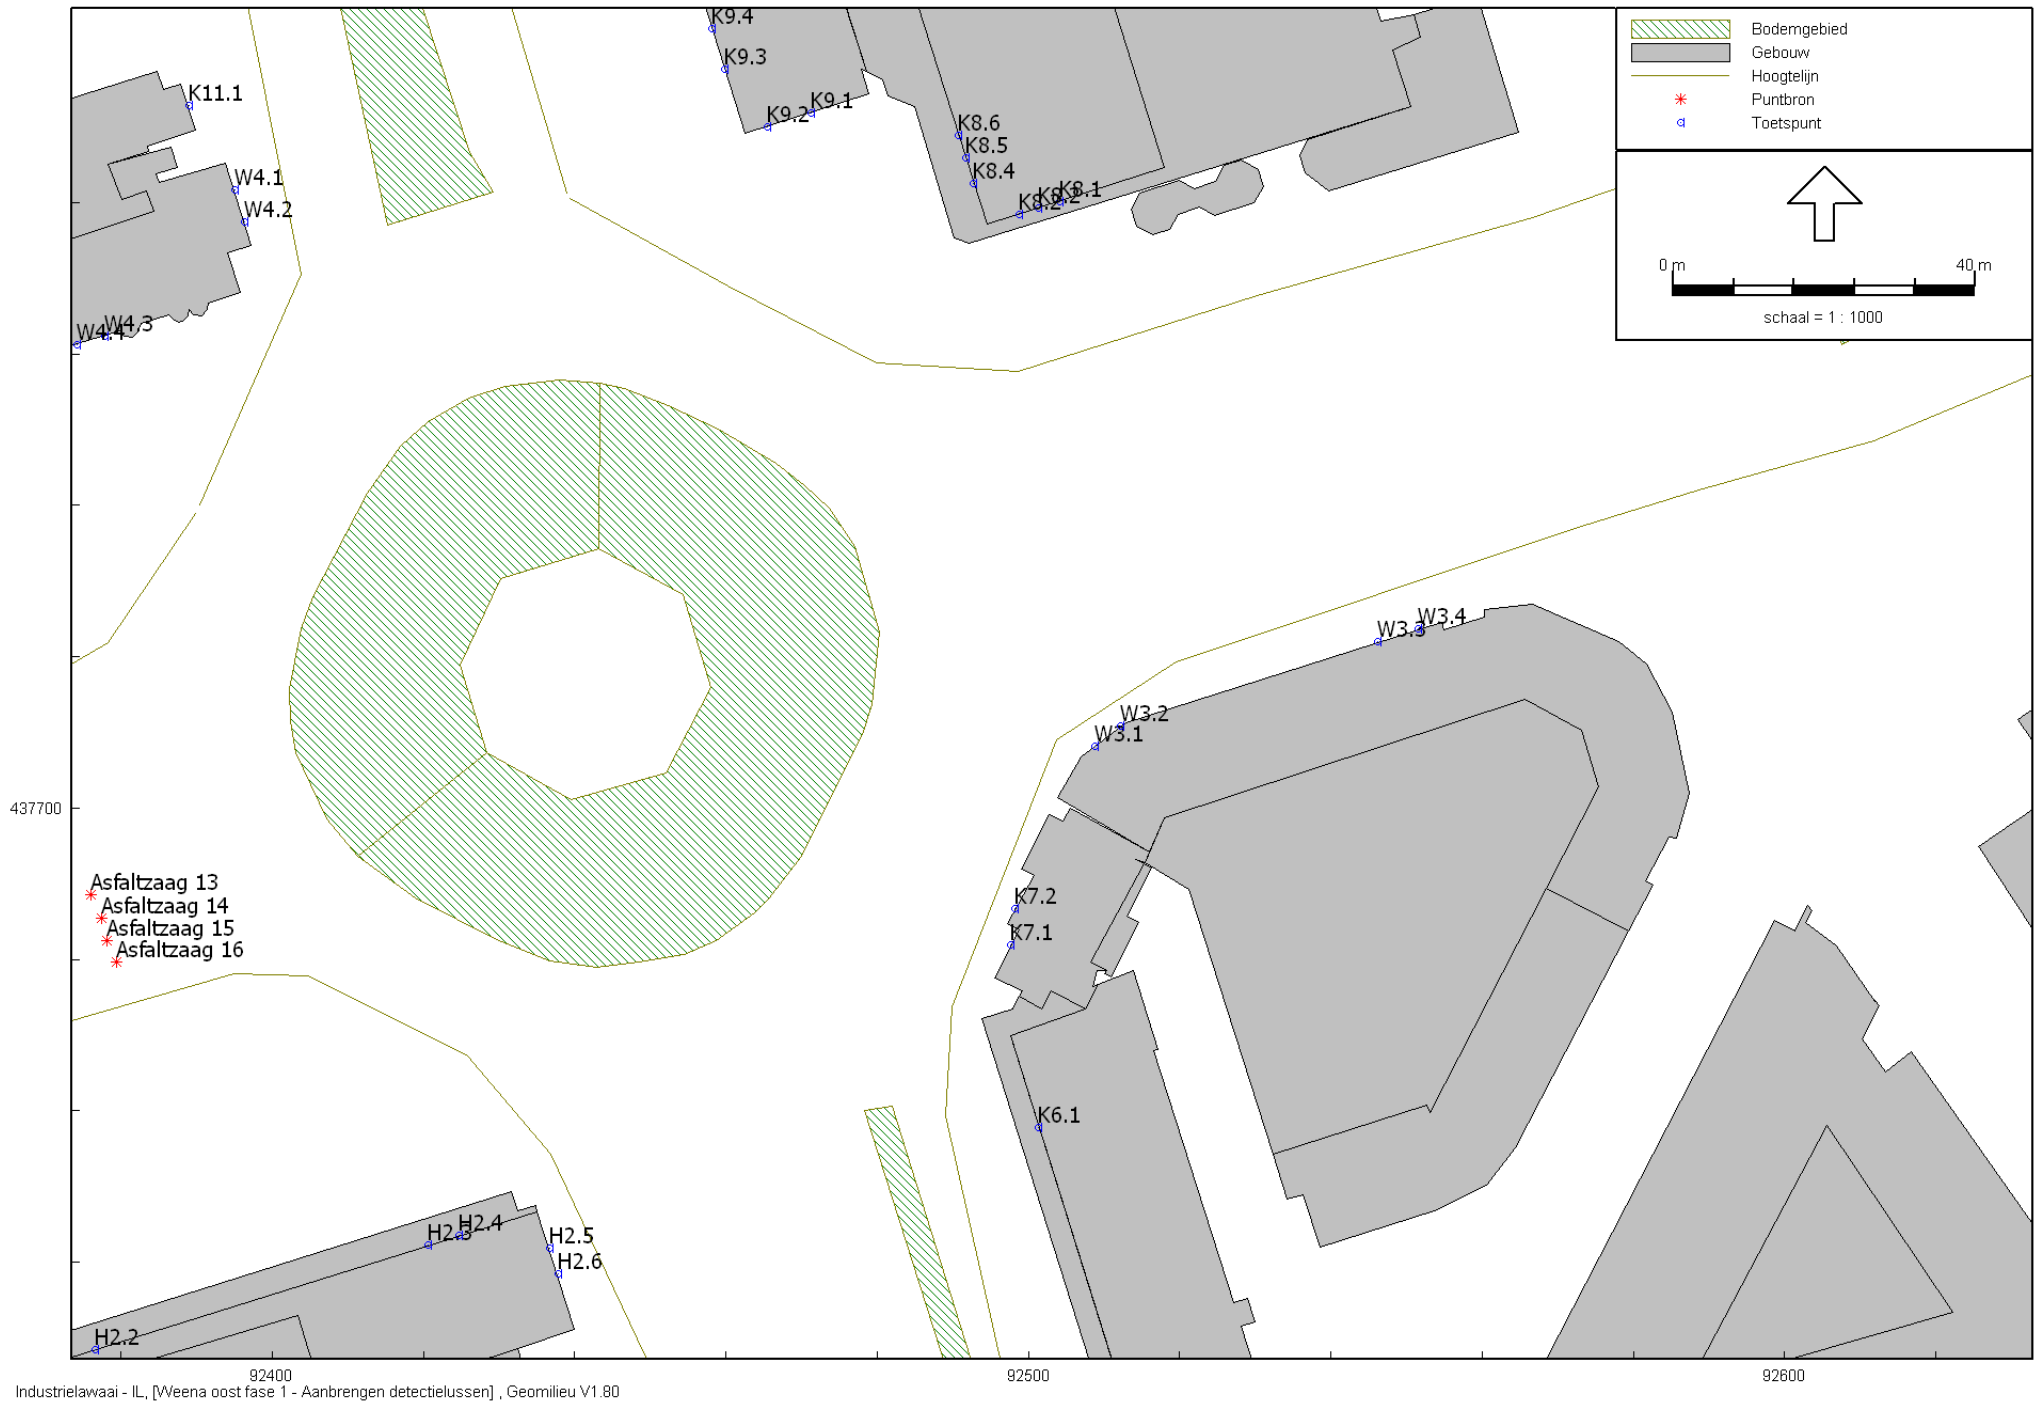 K9.4
Bodemgebied
Gebouw
K9.3
Hoogtelijn
K11.1
Puntbron
K9.2
K9.1
Toetspunt
K8.6
K8.5
K8.4
W4.1
K8.1
K8.2
W4.2
0 m
40 m
schaal = 1 : 1000
W4.4
W4.3
W3.3
W3.4
W3.2
W3.1
437700
Asfaltzaag 13
Asfaltzaag 14
Asfaltzaag 15
Asfaltzaag 16
K7.2
K7.1
K6.1
H2.3
H2.4
H2.5
H2.6
H2.2
92400
92500
92600
Industrielawaai - IL, [Weena oost fase 1 - Aanbrengen detectielussen] , Geomilieu V1.80